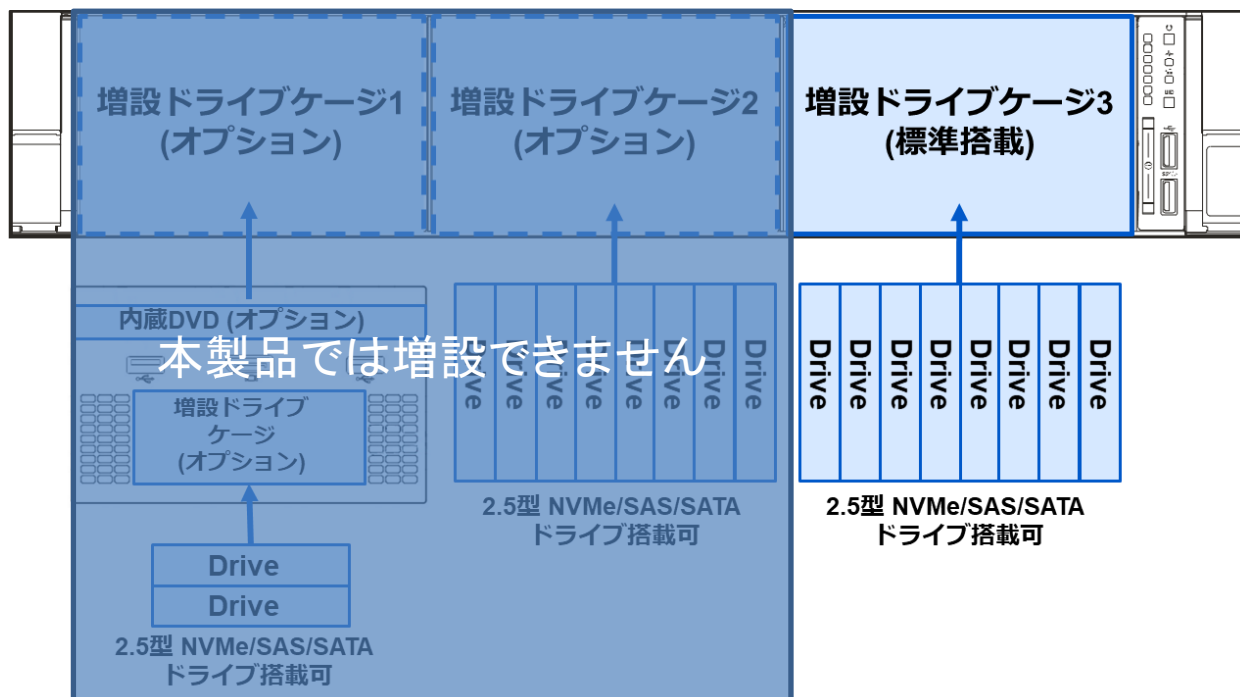 増設ドライブケージ1
(オプション)
増設ドライブケージ2
(オプション)
増設ドライブケージ3
(標準搭載)
内蔵DVD (オプション)
本製品では増設できません
増設ドライブ
ケージ
(オプション)
Drive
Drive
2.5型 NVMe/SAS/SATA
ドライブ搭載可
Drive
Drive
Drive
Drive
Drive
Drive
Drive
Drive
2.5型 NVMe/SAS/SATA
ドライブ搭載可
Drive
Drive
Drive
Drive
Drive
Drive
Drive
Drive
2.5型 NVMe/SAS/SATA
ドライブ搭載可